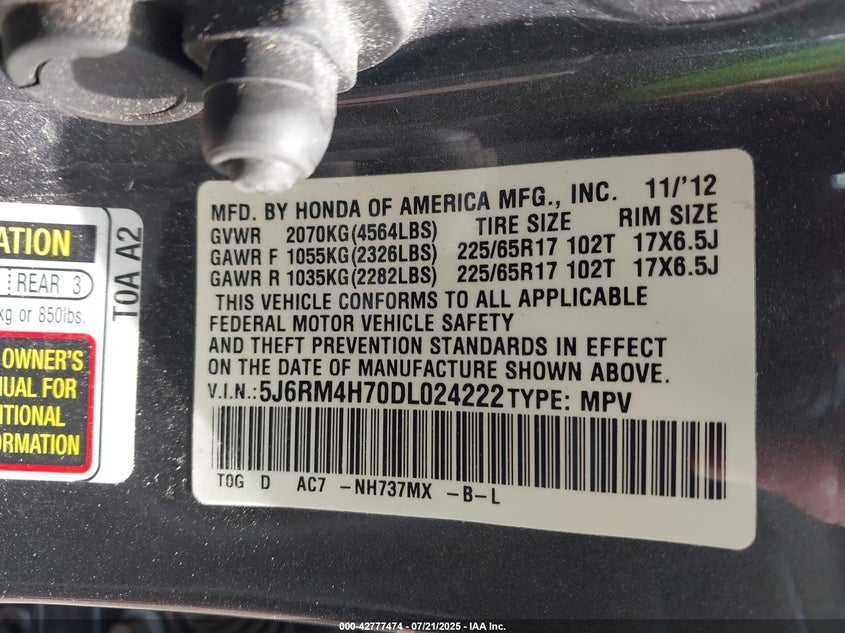 ATION
REAR 3
kg or 850lbs.
OWNER'S
NUAL FOR
ITIONAL
ORMATION
T0A A2
MFD. BY HONDA OF AMERICA MFG., INC. 11/'12
GVWR 2070KG(4564LBS) TIRE SIZE RIM SIZE
GAWR F 1055KG(2326LBS) 225/65R17 102T 17X6.5J
GAWR R 1035KG(2282LBS) 225/65R17 102T 17X6.5J
THIS VEHICLE CONFORMS TO ALL APPLICABLE
FEDERAL MOTOR VEHICLE SAFETY
AND THEFT PREVENTION STANDARDS IN EFFECT
ON THE DATE OF MANUFACTURE SHOWN ABOVE.
V.I.N.:5J6RM4H70DL024222 TYPE: MPV
T0G D AC7 -NH737MX -B-L
000-42777474 | 07/21/2025 | IAA Inc.